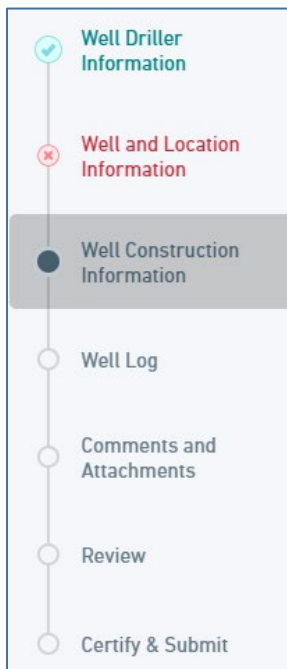 Well Driller
Information
Well and Location
Information
Well Construction
Information
Well Log
Comments and
Attachments
Review
Certify & Submit